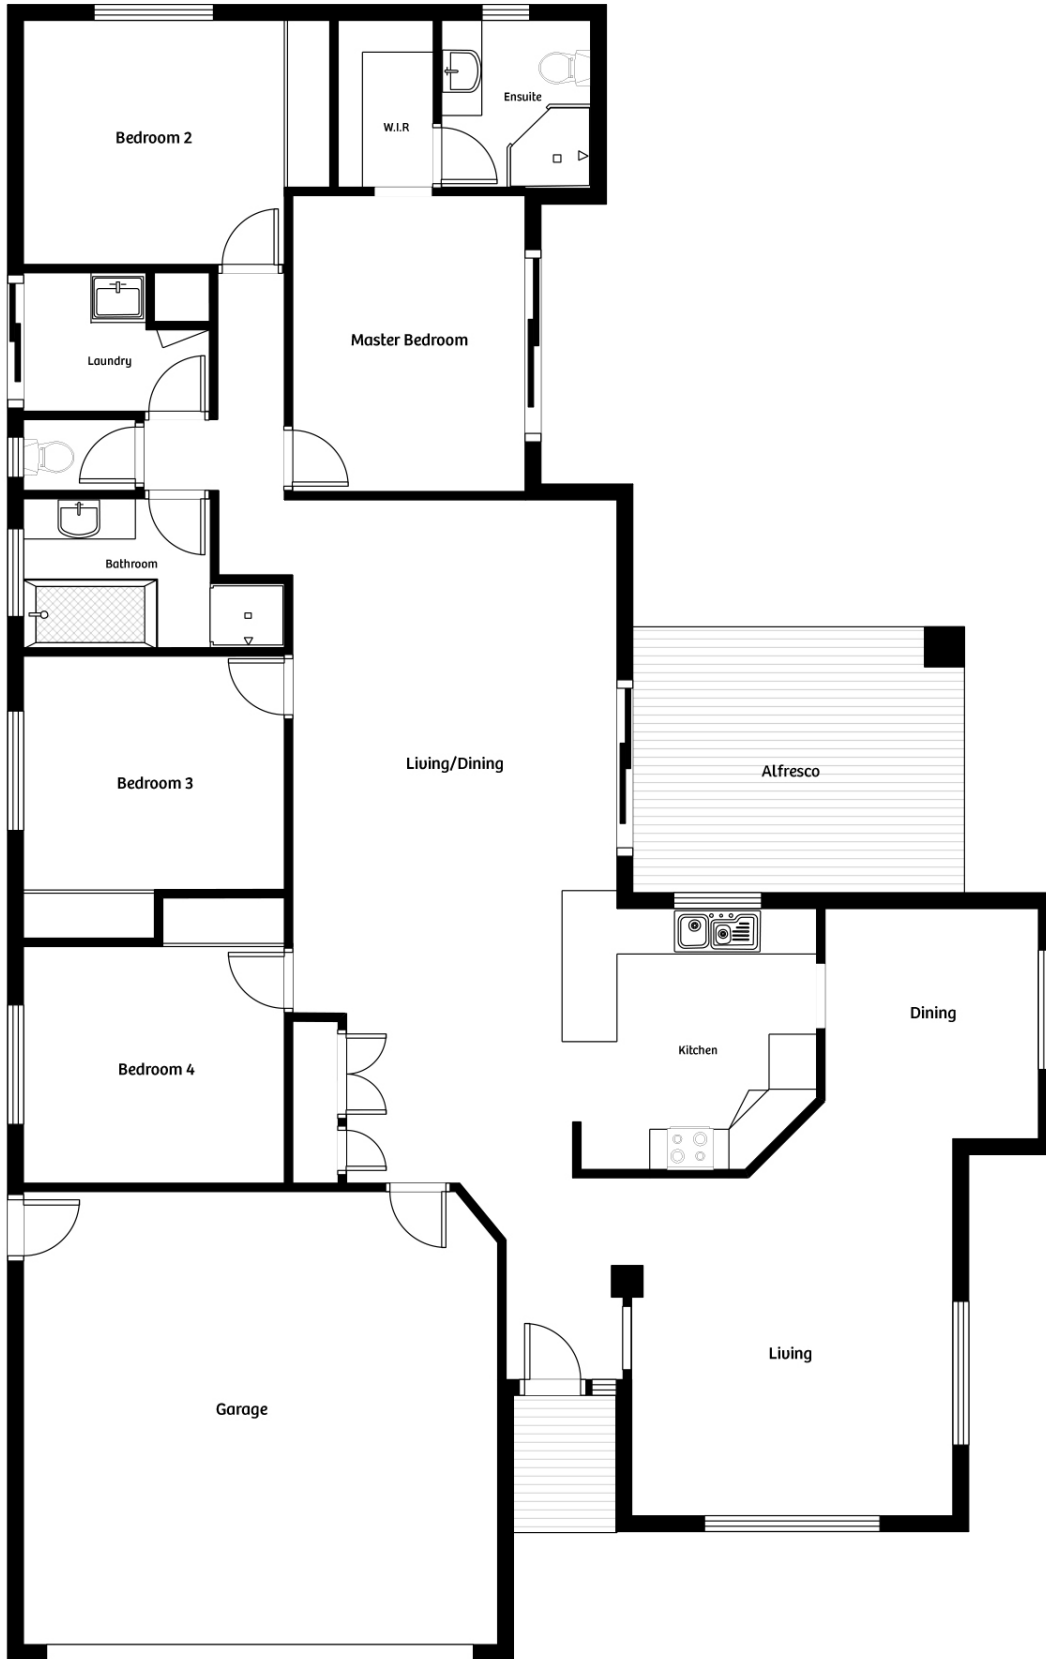 Ensuite
W.I.R
Bedroom 2
Master Bedroom
Laundry
Bathroom
Living/Dining
Alfresco
Bedroom 3
Dining
Kitchen
Bedroom 4
Living
Garage